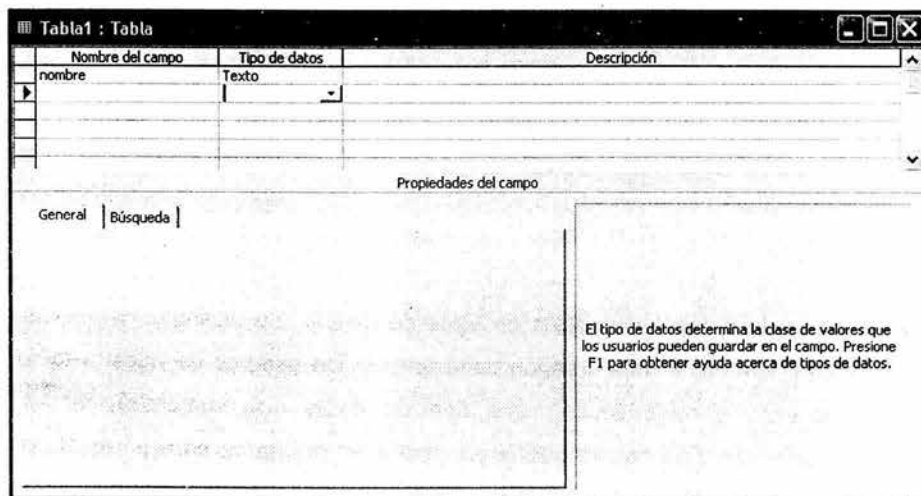 Tabla1 : Tabla
Nombre del campo Tipo de datos Descripción
nombre Texto
Propiedades del campo
General Búsqueda
El tipo de datos determina la clase de valores que
los usuarios pueden guardar en el campo. Presione
F1 para obtener ayuda acerca de tipos de datos.